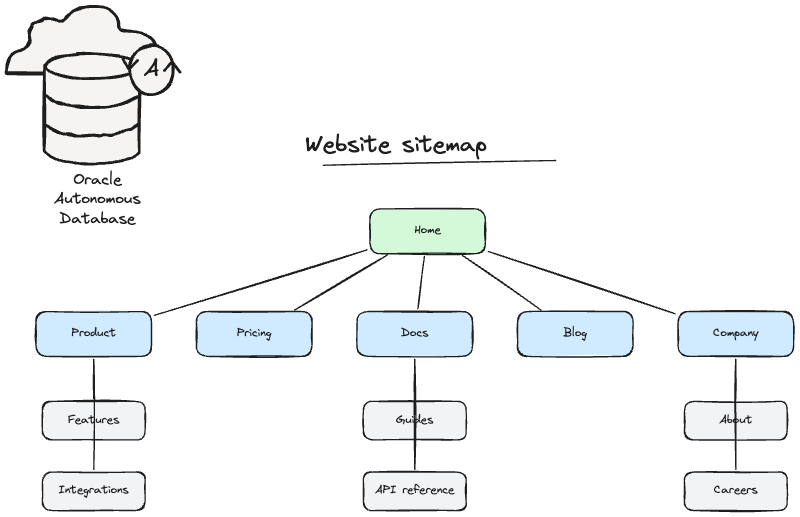 A
Oracle
Autonomous
Database
Website sitemap
Home
Product
Pricing
Docs
Blog
Company
Features
Guides
About
Integrations
API reference
Careers